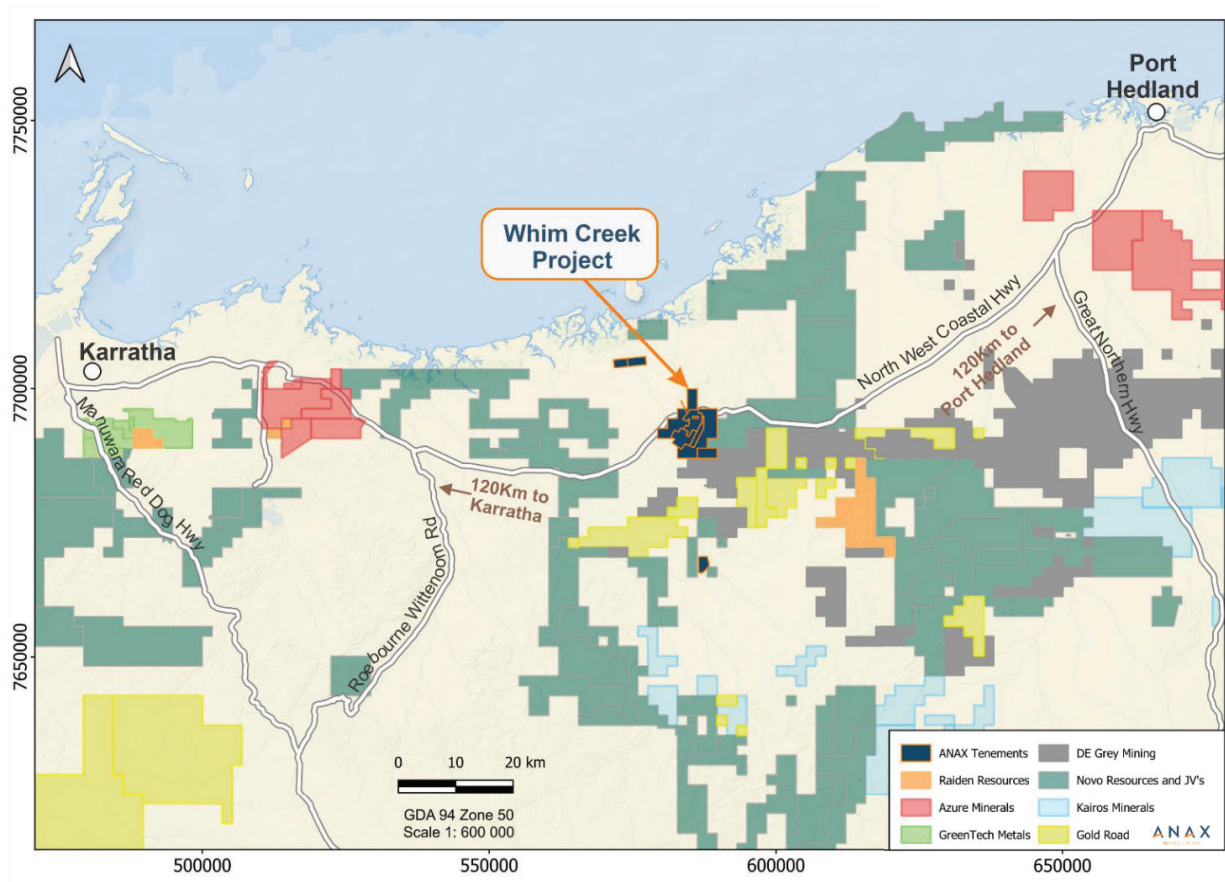 Port
Hedland
7750000
Whim Creek
Project
North West Coastal Hwy
120Km to
Port Hedland
Great Northern Hwy
Karratha
7700000
Manuwara Red Dog Hwy
120Km to
Karratha
Roebourne Wittenoom Rd
7650000
0 10 20 km
GDA 94 Zone 50
Scale 1: 600 000
ANAX Tenements
DE Grey Mining
Raiden Resources
Novo Resources and JV's
Azure Minerals
Kairos Minerals
GreenTech Metals
Gold Road
ANAX
500000
550000
600000
650000